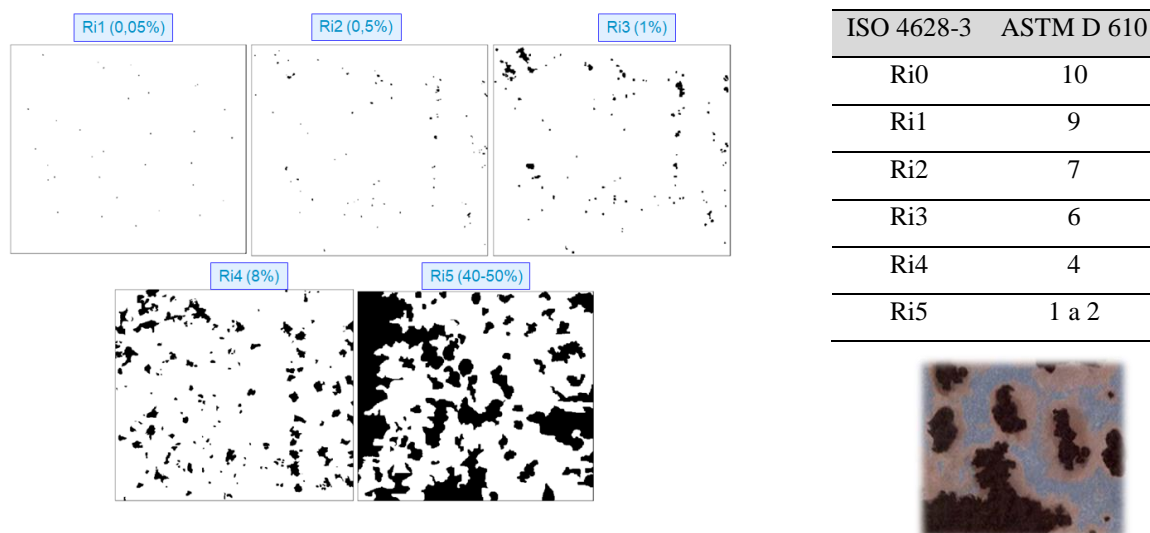 Ri1 (0,05%)
Ri2 (0,5%)
Ri3 (1%)
Ri4 (8%)
Ri5 (40-50%)
ISO 4628-3 ASTM D 610
Ri0 10
Ri1 9
Ri2 7
Ri3 6
Ri4 4
Ri5 1 a 2